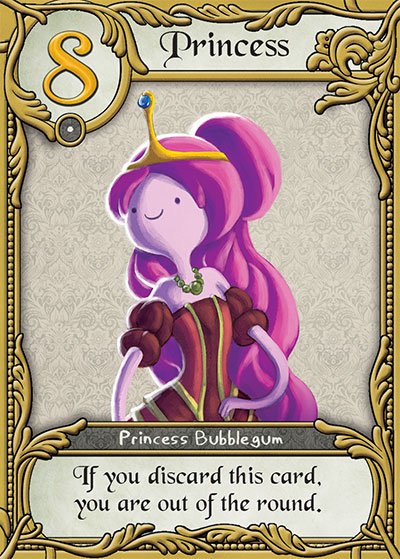 8
Princess
Princess Bubblegum
If you discard this card,
you are out of the round.